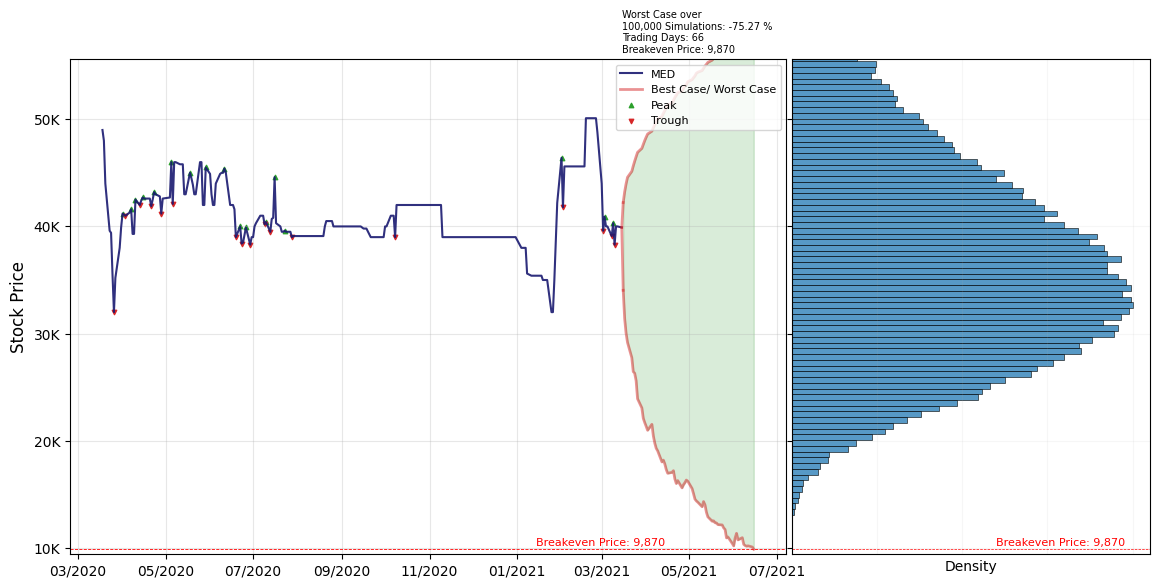 Worst Case over
100,000 Simulations: -75.27 %
Trading Days: 66
Breakeven Price: 9,870
MED
Best Case/ Worst Case
Peak
Trough
50K
40K
30K
20K
10K
Stock Price
Breakeven Price: 9,870
Breakeven Price: 9,870
03/2020 05/2020 07/2020 09/2020 11/2020 01/2021 03/2021 05/2021 07/2021
Density